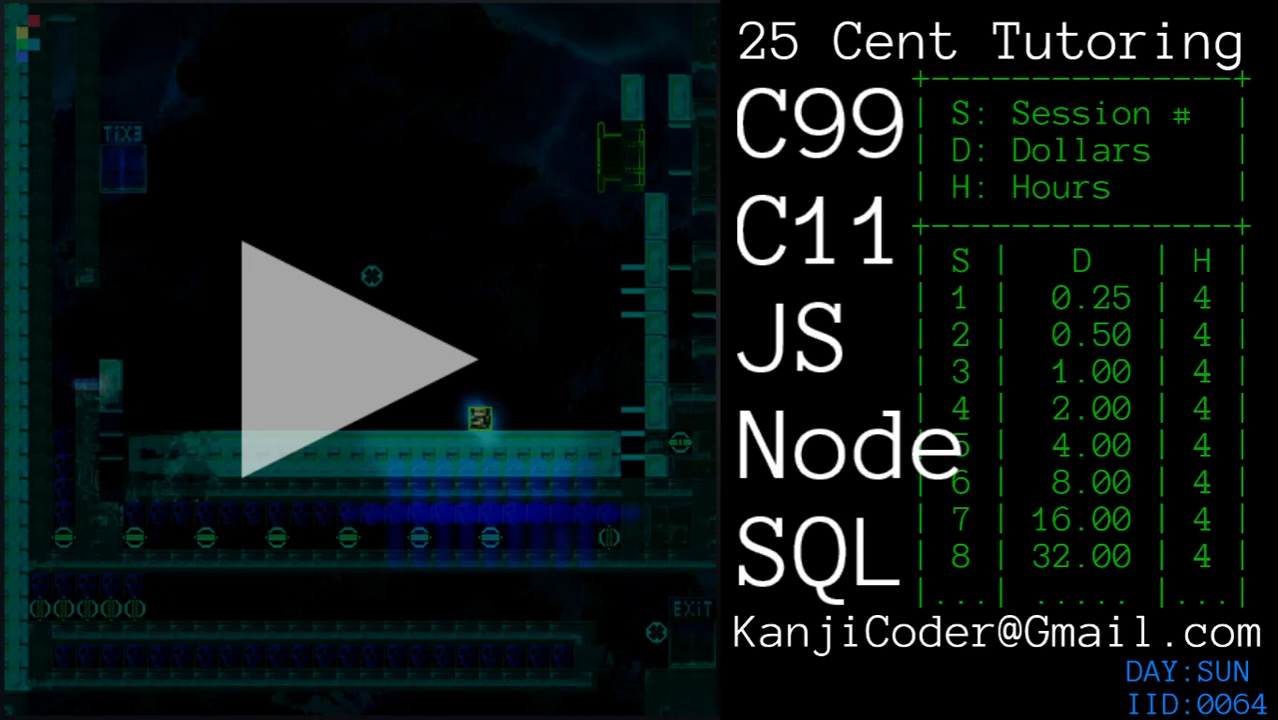 25 Cent Tutoring
C99
C11
JS
Node
SQL
+----------------+
| S: Session # |
| D: Dollars |
| H: Hours |
+----------------+
| S | D | H |
| 1 | 0.25 | 4 |
| 2 | 0.50 | 4 |
| 3 | 1.00 | 4 |
| 4 | 2.00 | 4 |
| 5 | 4.00 | 4 |
| 6 | 8.00 | 4 |
| 7 | 16.00 | 4 |
| 8 | 32.00 | 4 |
|...| ..... |...|
KanjiCoder@Gmail.com
DAY:SUN
IID:0064
TiX3
EXiT